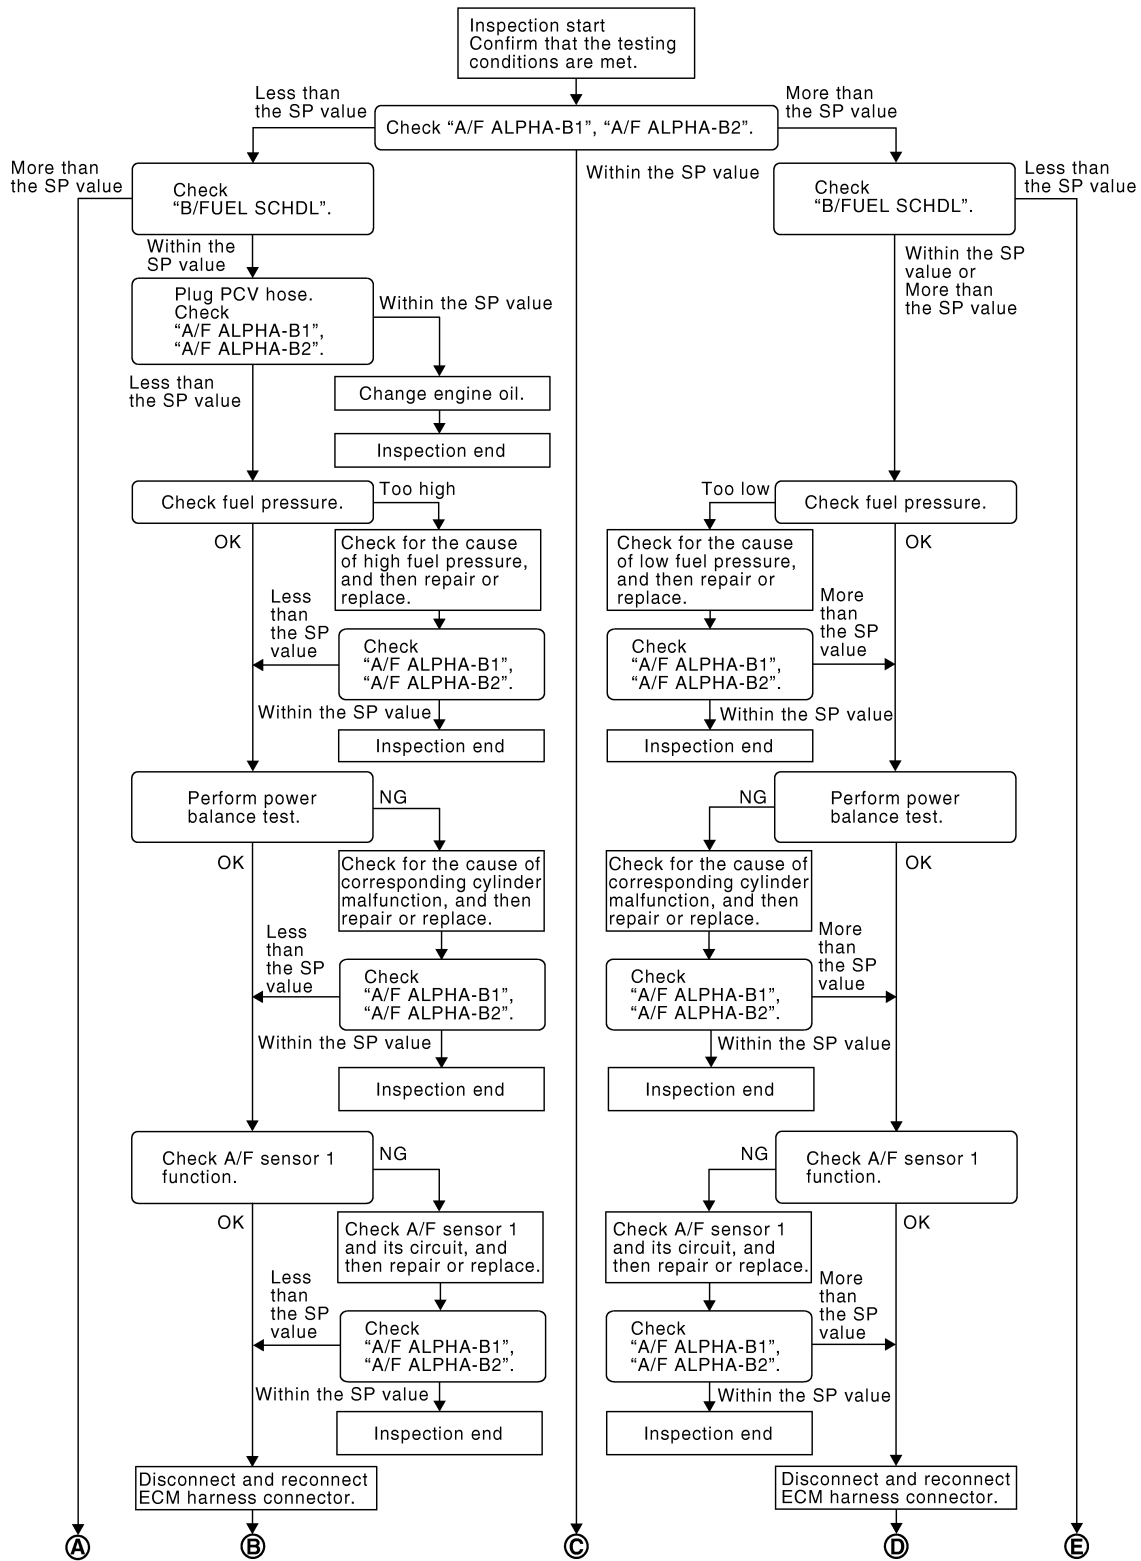 Inspection start
Confirm that the testing
conditions are met.
Less than
the SP value
More than
the SP value
Check “A/F ALPHA-B1”, “A/F ALPHA-B2”.
More than
the SP value
Check
“B/FUEL SCHDL”.
Within the SP value
Check
“B/FUEL SCHDL”.
Less than
the SP value
Within the
SP value
Within the SP
value or
More than
the SP value
Plug PCV hose.
Check
“A/F ALPHA-B1”,
“A/F ALPHA-B2”.
Within the SP value
Less than
the SP value
Change engine oil.
Inspection end
Check fuel pressure.
Too high
Too low
Check fuel pressure.
OK
Check for the cause
of high fuel pressure,
and then repair or
replace.
Check for the cause
of low fuel pressure,
and then repair or
replace.
OK
Less
than
the SP
value
Check
“A/F ALPHA-B1”,
“A/F ALPHA-B2”.
Check
“A/F ALPHA-B1”,
“A/F ALPHA-B2”.
More
than
the SP
value
Within the SP value
Within the SP value
Inspection end
Inspection end
Perform power
balance test.
NG
NG
Perform power
balance test.
OK
Check for the cause of
corresponding cylinder
malfunction, and then
repair or replace.
Check for the cause of
corresponding cylinder
malfunction, and then
repair or replace.
OK
Less
than
the SP
value
Check
“A/F ALPHA-B1”,
“A/F ALPHA-B2”.
Check
“A/F ALPHA-B1”,
“A/F ALPHA-B2”.
More
than
the SP
value
Within the SP value
Within the SP value
Inspection end
Inspection end
Check A/F sensor 1
function.
NG
NG
Check A/F sensor 1
function.
OK
Check A/F sensor 1
and its circuit, and
then repair or replace.
Check A/F sensor 1
and its circuit, and
then repair or replace.
OK
Less
than
the SP
value
Check
“A/F ALPHA-B1”,
“A/F ALPHA-B2”.
Check
“A/F ALPHA-B1”,
“A/F ALPHA-B2”.
More
than
the SP
value
Within the SP value
Within the SP value
Inspection end
Inspection end
Disconnect and reconnect
ECM harness connector.
Disconnect and reconnect
ECM harness connector.
A
B
C
D
E